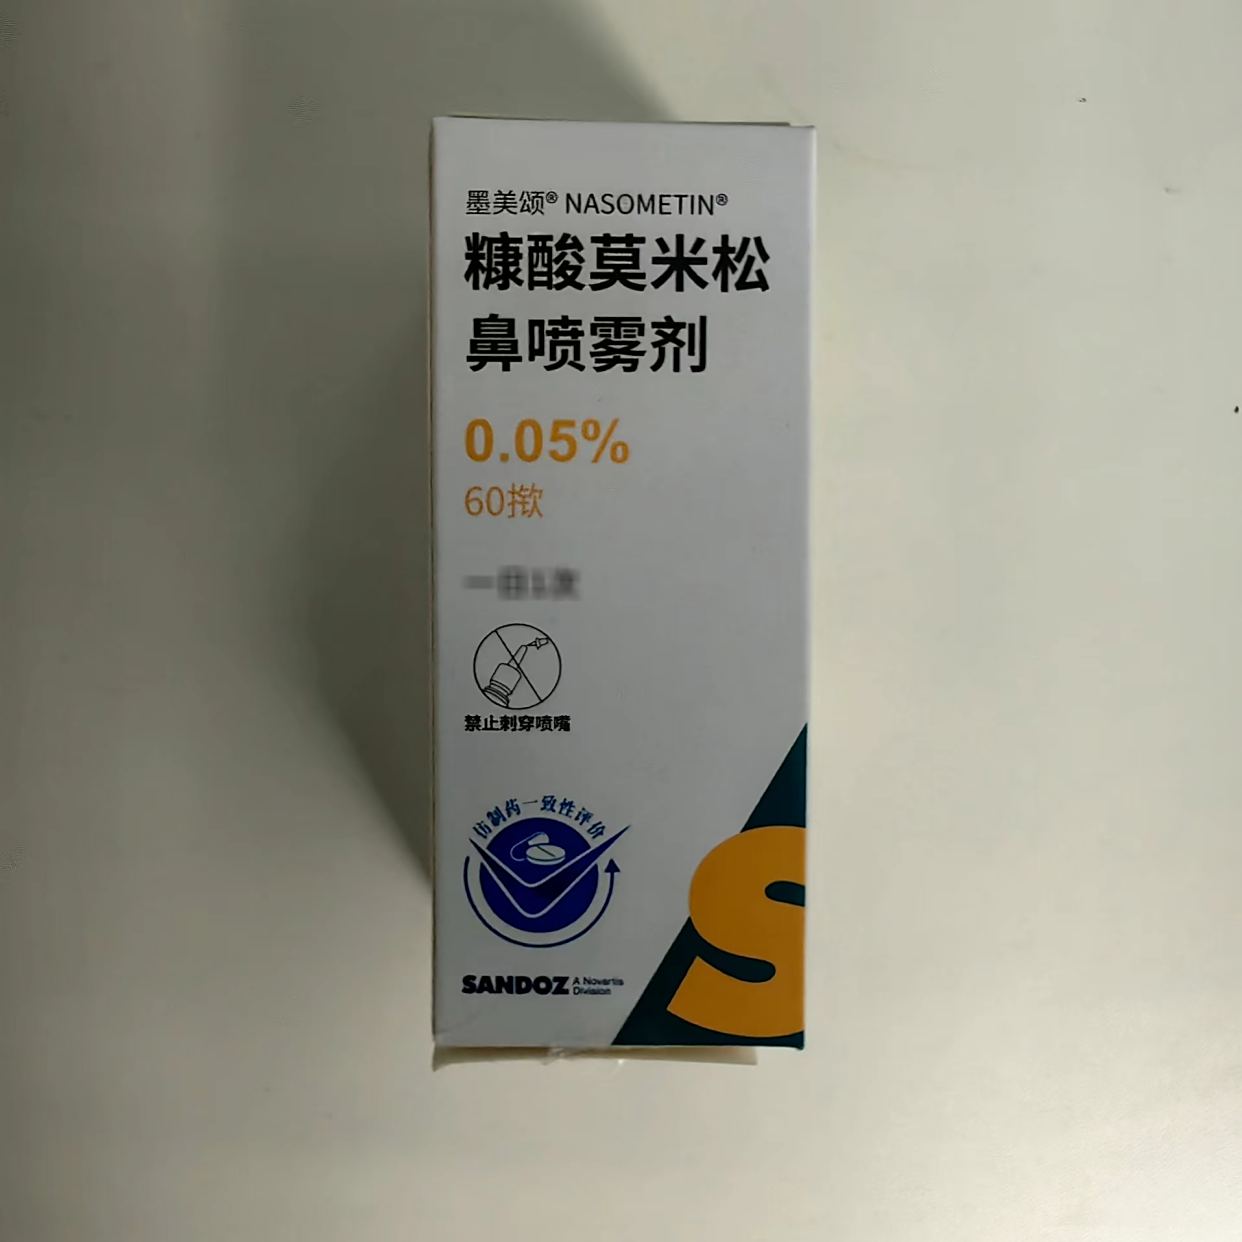 墨美颂® NASOMETIN®
糠酸莫米松
鼻喷雾剂
0.05%
60揿
禁止刺穿喷嘴
仿制药一致性评价
SANDOZ A Novartis
Division
S